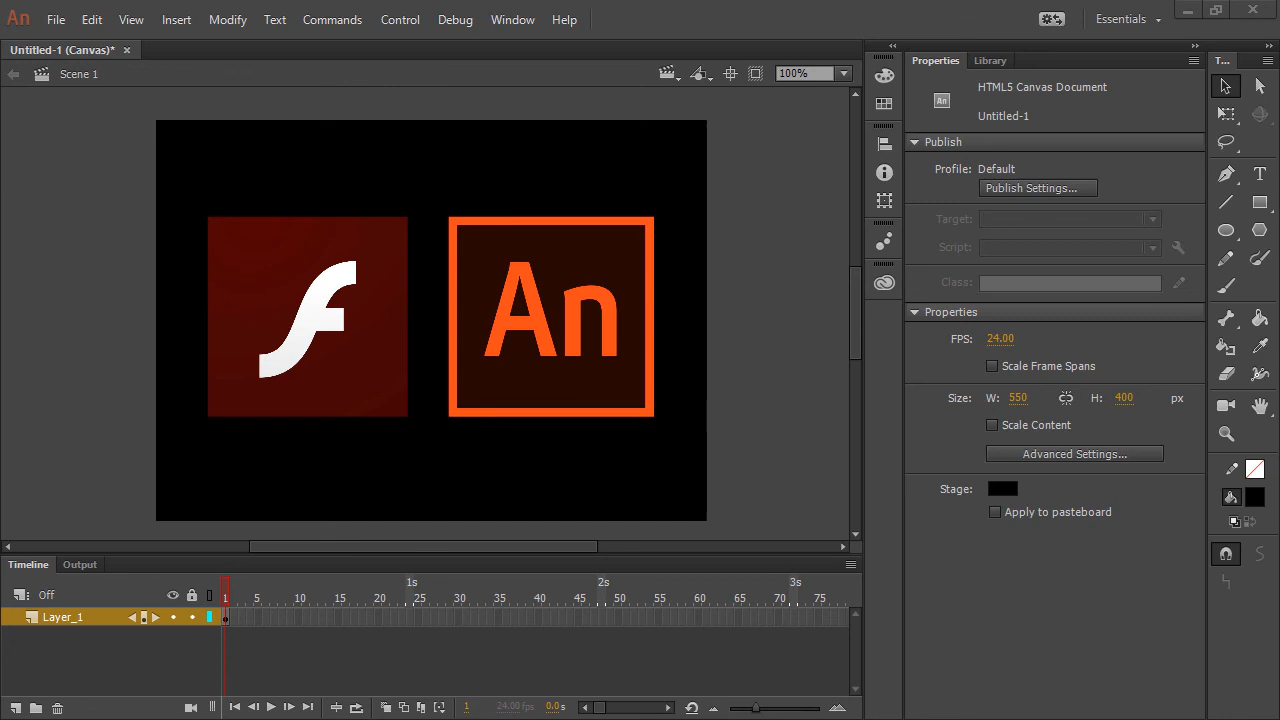 An File Edit View Insert Modify Text Commands Control Debug Window Help Essentials
Untitled-1 (Canvas)*
Scene 1
100%
f An
An
Properties Library T...
HTML5 Canvas Document
Untitled-1
Publish
Profile: Default
Publish Settings...
Target:
Script:
Class:
Properties
FPS: 24.00
Scale Frame Spans
Size: W: 550 H: 400 px
Scale Content
Advanced Settings...
Stage:
Apply to pasteboard
Timeline Output
1s 2s 3s
Off 1 5 10 15 20 25 30 35 40 45 50 55 60 65 70 75
Layer_1
1 24.00 fps 0.0 s